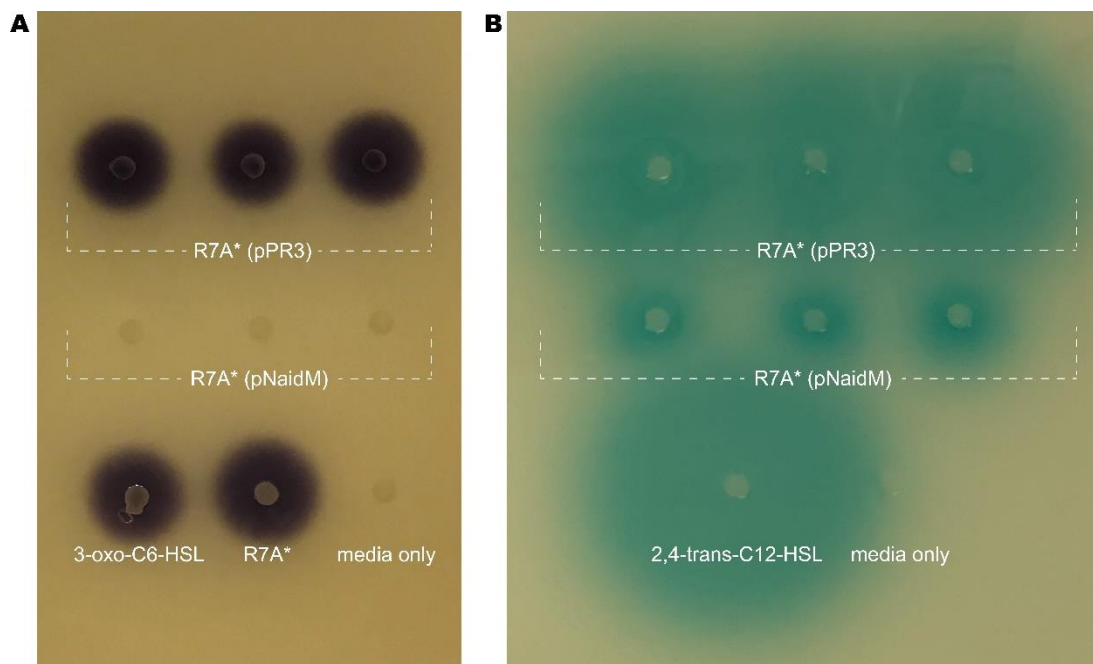 A
B
R7A* (pPR3)
R7A* (pPR3)
R7A* (pNaidM)
R7A* (pNaidM)
3-oxo-C6-HSL R7A* media only
2,4-trans-C12-HSL media only